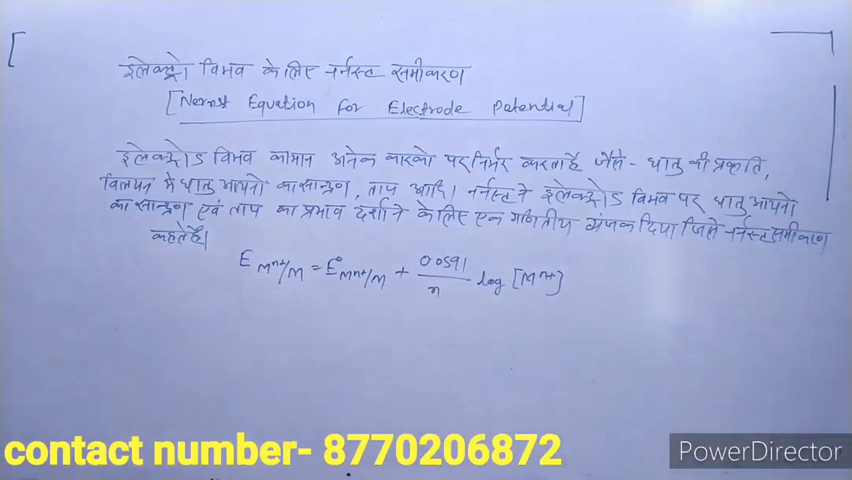 इलेक्ट्रो विभव के लिए नर्नस्ट समीकरण
[Nernst Equation for Electrode Potential]
इलेक्ट्रोड विभव का मान अनेक कारको पर निर्भर करता है जैसे - धातु की प्रकृति,
विलयन मे धातु आयनो का सान्द्रण, ताप आदि। नर्नस्ट ने इलेक्ट्रोड विभव पर धातु आयनो
का सान्द्रण एवं ताप का प्रभाव दर्शाने के लिए एक गणितीय व्यंजक दिया जिसे नर्नस्ट समीकरण
कहते है।
E Mⁿ⁺/M = E° Mⁿ⁺/M + 0.0591/n log [Mⁿ⁺]
contact number- 8770206872
PowerDirector